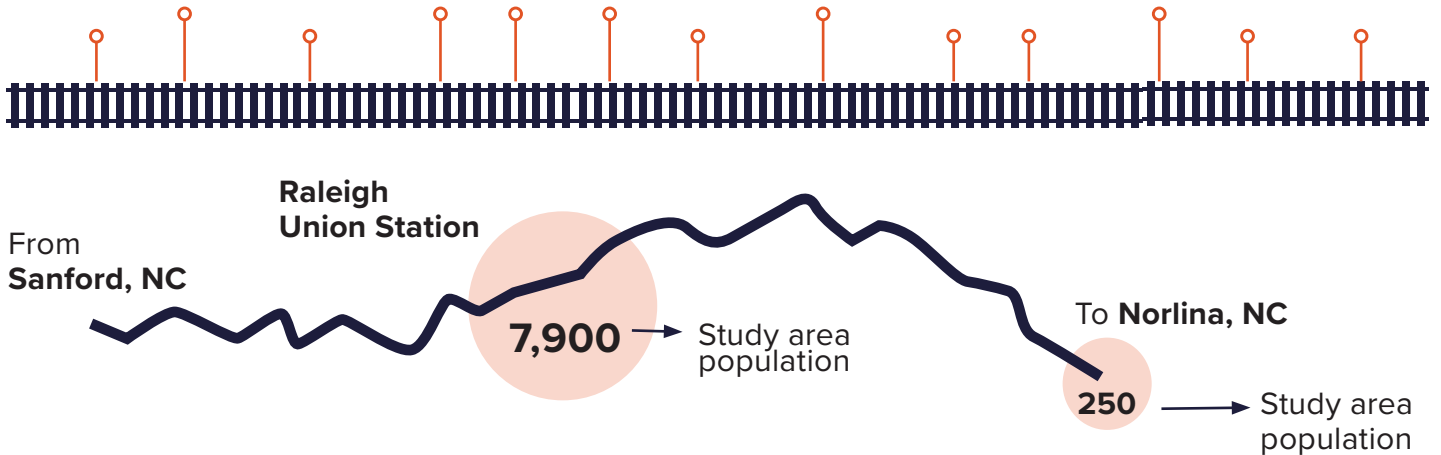 Raleigh
Union Station
From
Sanford, NC
7,900
Study area
population
To Norlina, NC
250
Study area
population